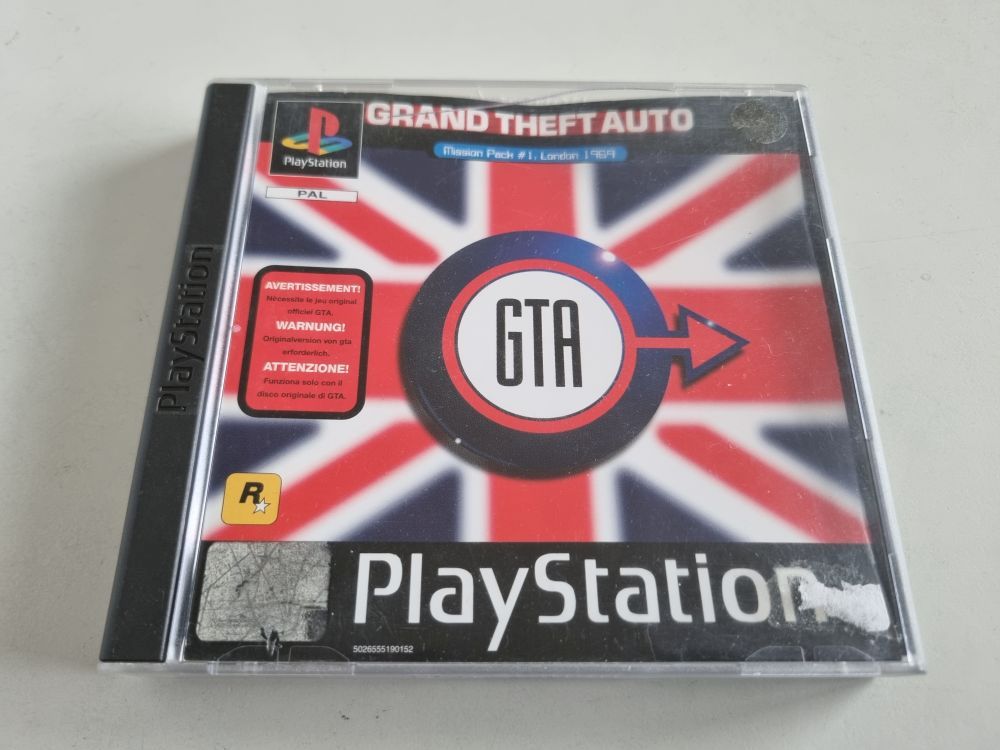 GRAND THEFT AUTO
Mission Pack #1, London 1969
PlayStation
PAL
PlayStation
AVERTISSEMENT!
Nécessite le jeu original
officiel GTA.
WARNUNG!
Originalversion von gta
erforderlich.
ATTENZIONE!
Funziona solo con il
disco originale di GTA.
GTA
R
PlayStation
5026555190152